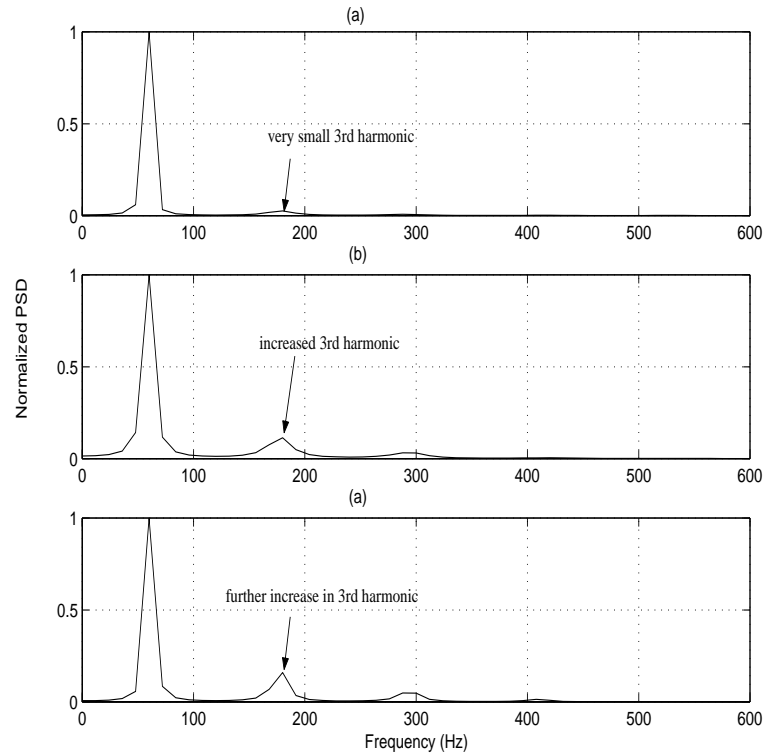 (a)
1
0.5
0
very small 3rd harmonic
0 100 200 300 400 500 600
(b)
1
0.5
0
increased 3rd harmonic
0 100 200 300 400 500 600
Normalized PSD
(a)
1
0.5
0
further increase in 3rd harmonic
0 100 200 300 400 500 600
Frequency (Hz)